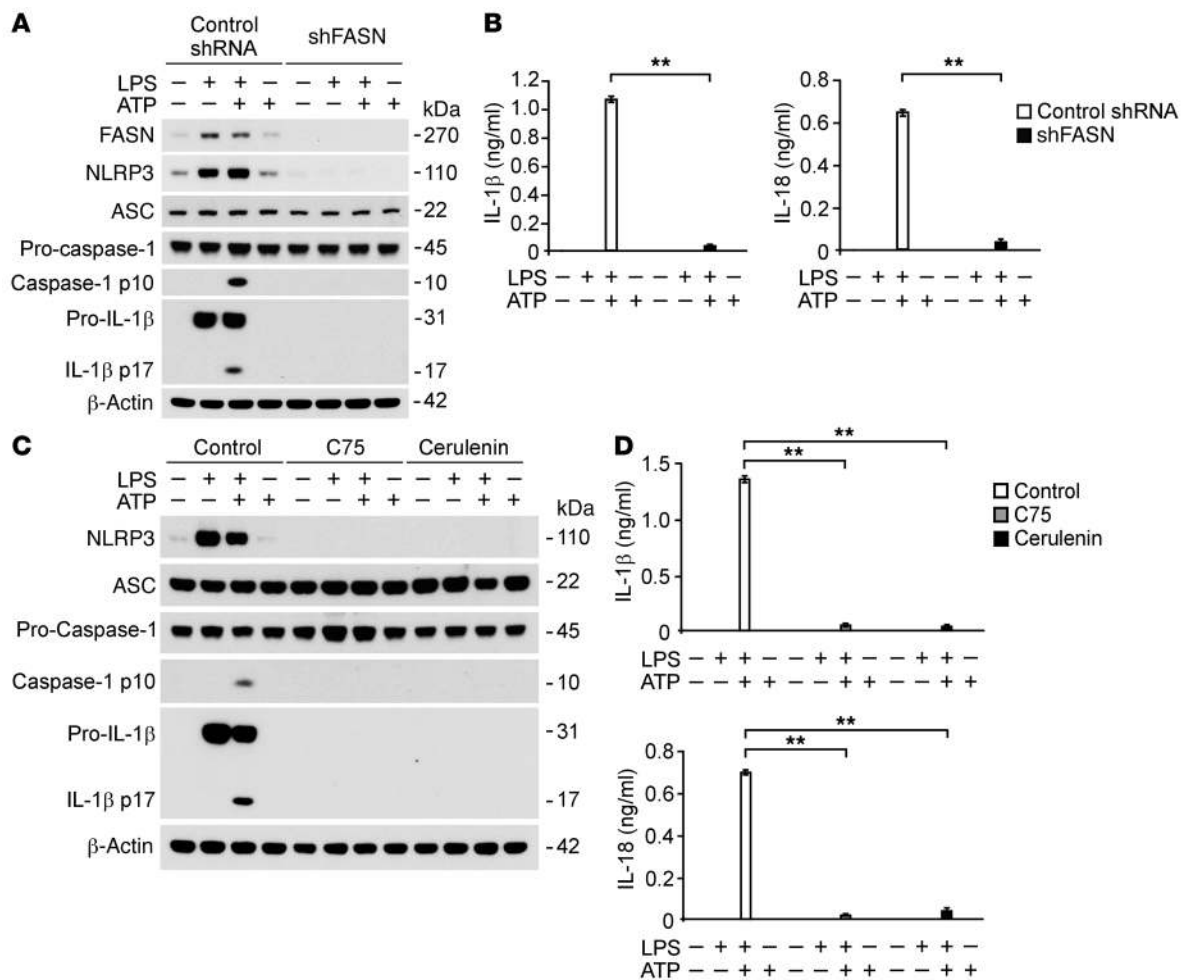 A
Control
shRNA shFASN
LPS – + + – – + + –
ATP – – + + – – + + kDa
FASN -270
NLRP3 -110
ASC -22
Pro-caspase-1 -45
Caspase-1 p10 -10
Pro-IL-1β -31
IL-1β p17 -17
β-Actin -42
B
**
IL-1β (ng/ml)
1.2
1.0
0.8
0.6
0.4
0.2
0
LPS – + + – – + + –
ATP – – + + – – + +
**
IL-18 (ng/ml)
0.8
0.6
0.4
0.2
0
LPS – + + – – + + –
ATP – – + + – – + +
Control shRNA
shFASN
C
Control C75 Cerulenin
LPS – + + – – + + – – + + –
ATP – – + + – – + + – – + +
kDa
NLRP3 -110
ASC -22
Pro-Caspase-1 -45
Caspase-1 p10 -10
Pro-IL-1β -31
IL-1β p17 -17
β-Actin -42
D
**
**
IL-1β (ng/ml)
1.5
1.0
1.5
0
LPS – + + – – + + – – + + –
ATP – – + + – – + + – – + +
Control
C75
Cerulenin
**
**
IL-18 (ng/ml)
0.8
0.6
0.4
0.2
0
LPS – + + – – + + – – + + –
ATP – – + + – – + + – – + +